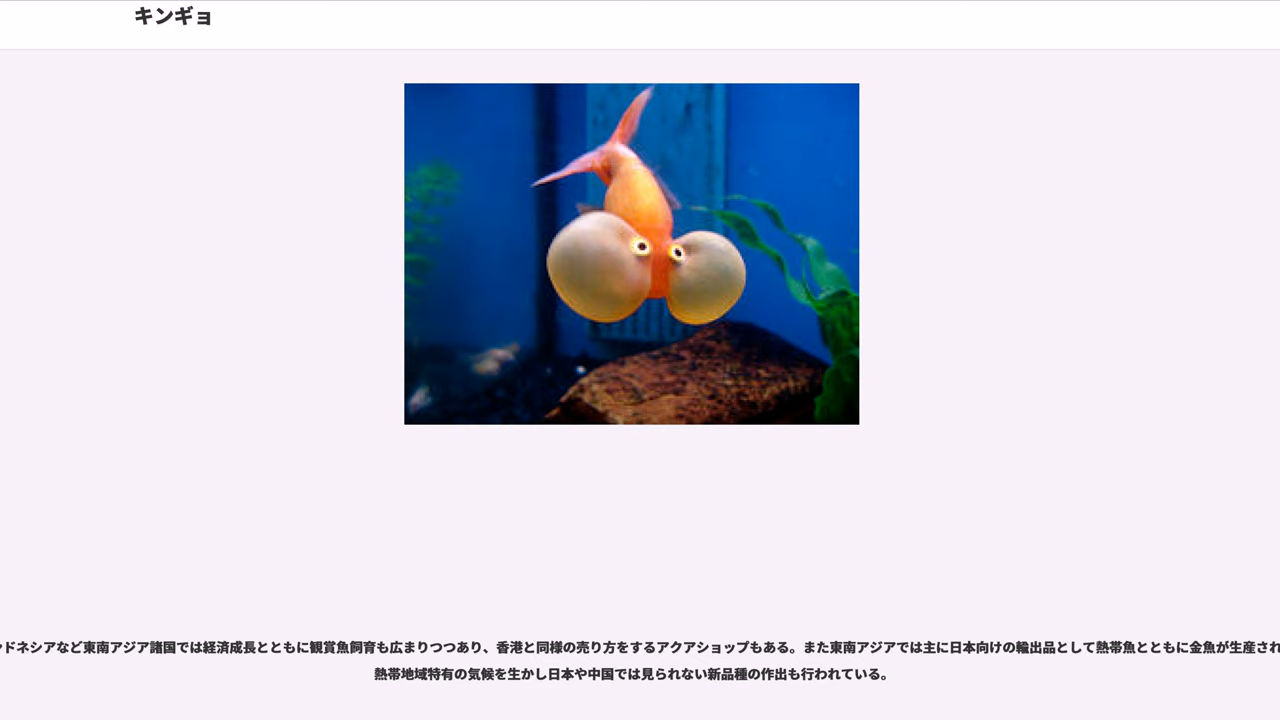 キンギョ
ドネシアなど東南アジア諸国では経済成長とともに観賞魚飼育も広まりつつあり、香港と同様の売り方をするアクアショップもある。また東南アジアでは主に日本向けの輸出品として熱帯魚とともに金魚が生産され
熱帯地域特有の気候を生かし日本や中国では見られない新品種の作出も行われている。